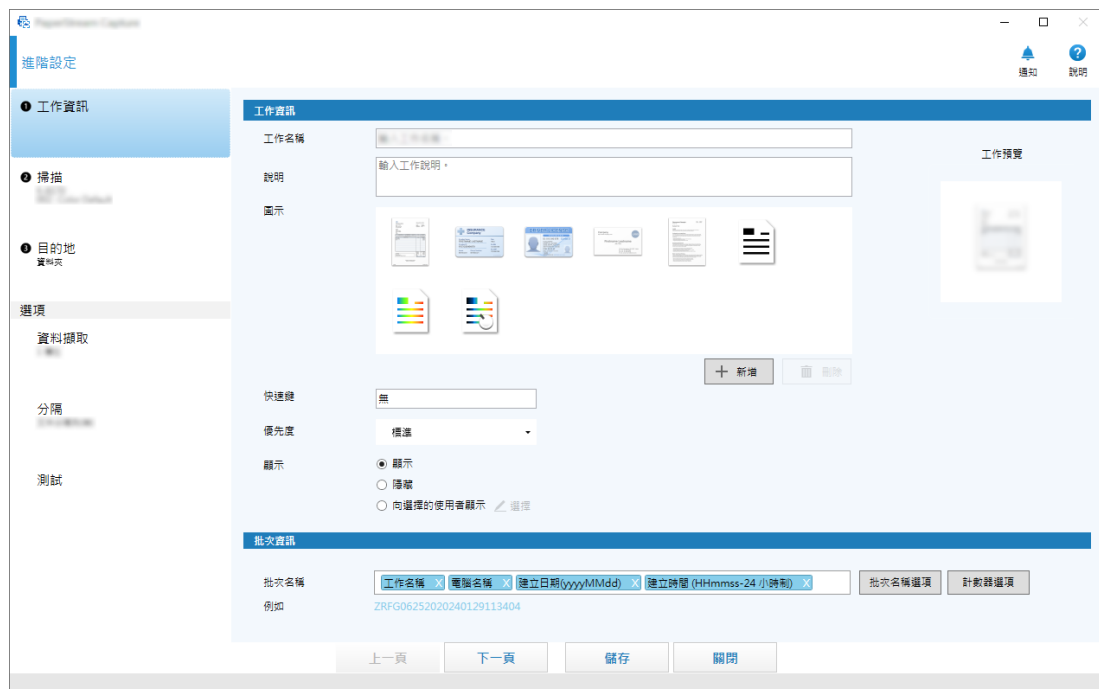 PaperStream Capture
進階設定
通知
說明
❶ 工作資訊
❷ 掃描
❸ 目的地
資料夾
選項
資料擷取
分隔
測試
工作資訊
工作名稱
說明
輸入工作說明。
圖示
工作預覽
新增
刪除
快速鍵
無
優先度
標準
顯示
顯示
隱藏
向選擇的使用者顯示 選擇
批次資訊
批次名稱
工作名稱 X 電腦名稱 X 建立日期(yyyyMMdd) X 建立時間 (HHmmss-24 小時制) X
批次名稱選項
計數器選項
例如
ZRFG06252020240129113404
上一頁
下一頁
儲存
關閉